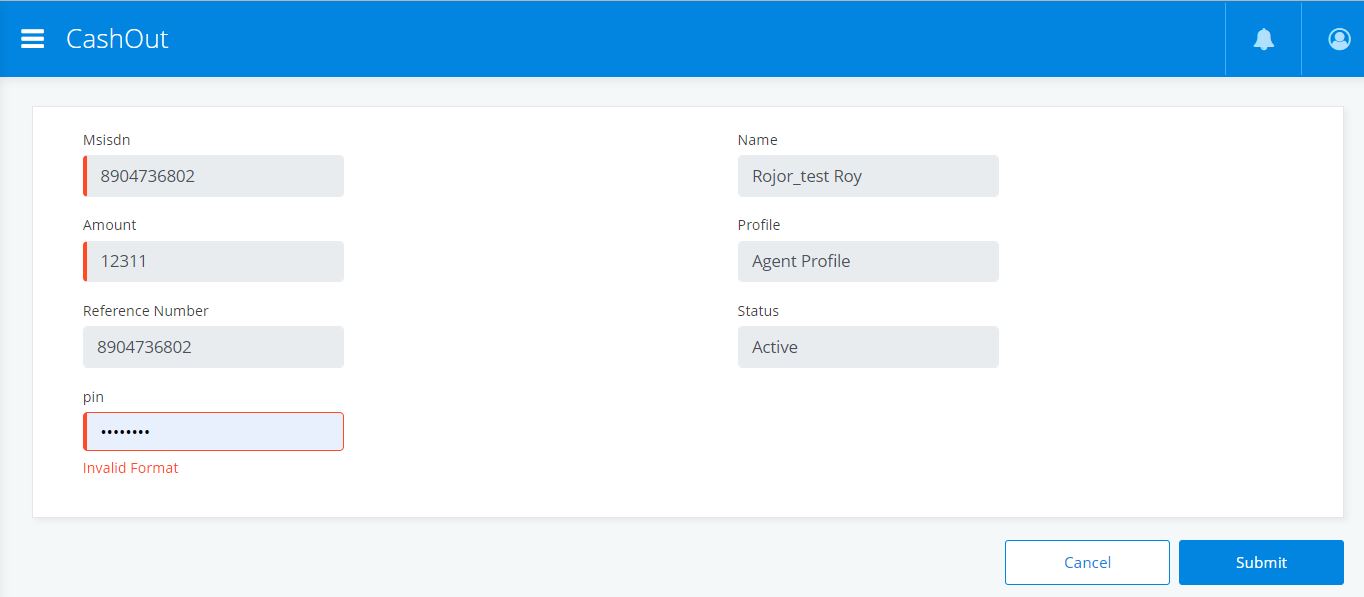 CashOut
Msisdn
8904736802
Name
Rojor_test Roy
Amount
12311
Profile
Agent Profile
Reference Number
8904736802
Status
Active
pin
••••••••
Invalid Format
Cancel
Submit